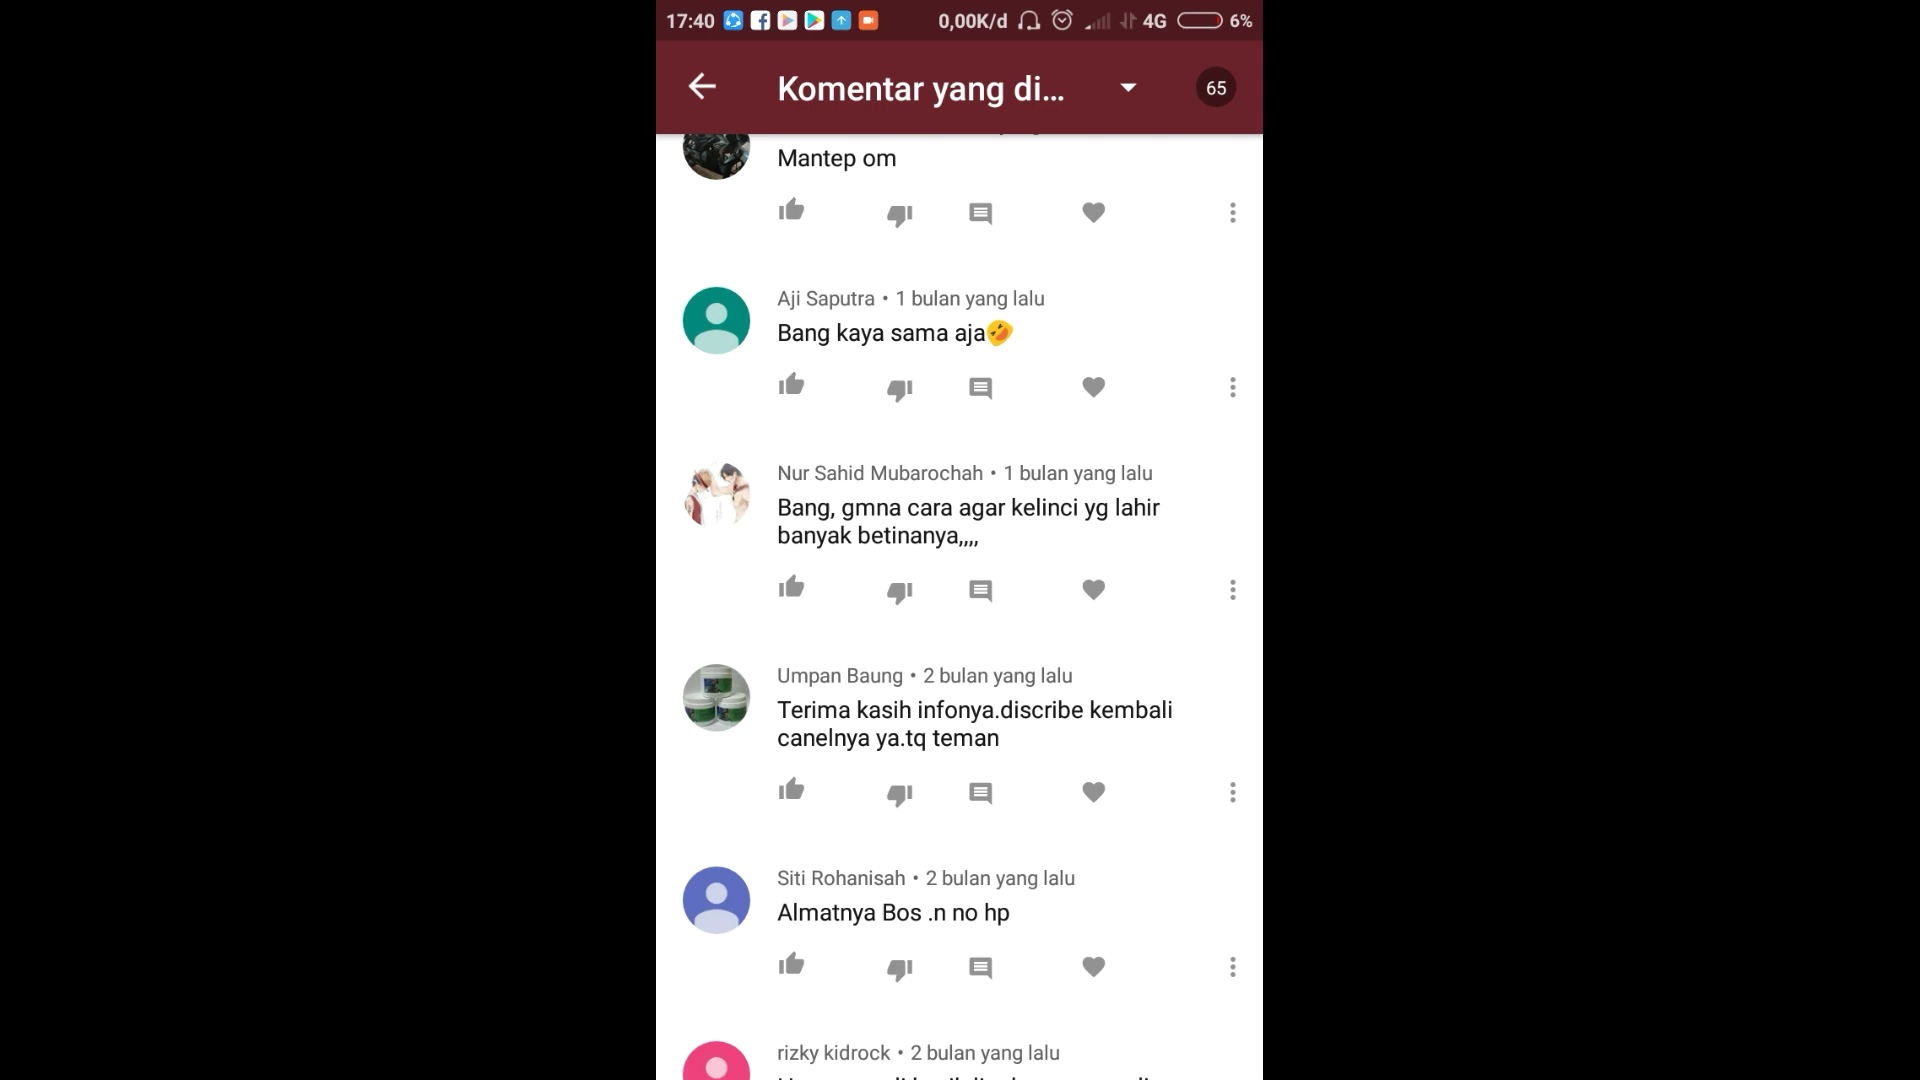 17:40 0,00K/d 4G 6%
Komentar yang di... 65
Mantep om
Aji Saputra • 1 bulan yang lalu
Bang kaya sama aja🤣
Nur Sahid Mubarochah • 1 bulan yang lalu
Bang, gmna cara agar kelinci yg lahir
banyak betinanya,,,,
Umpan Baung • 2 bulan yang lalu
Terima kasih infonya.discribe kembali
canelnya ya.tq teman
Siti Rohanisah • 2 bulan yang lalu
Almatnya Bos .n no hp
rizky kidrock • 2 bulan yang lalu